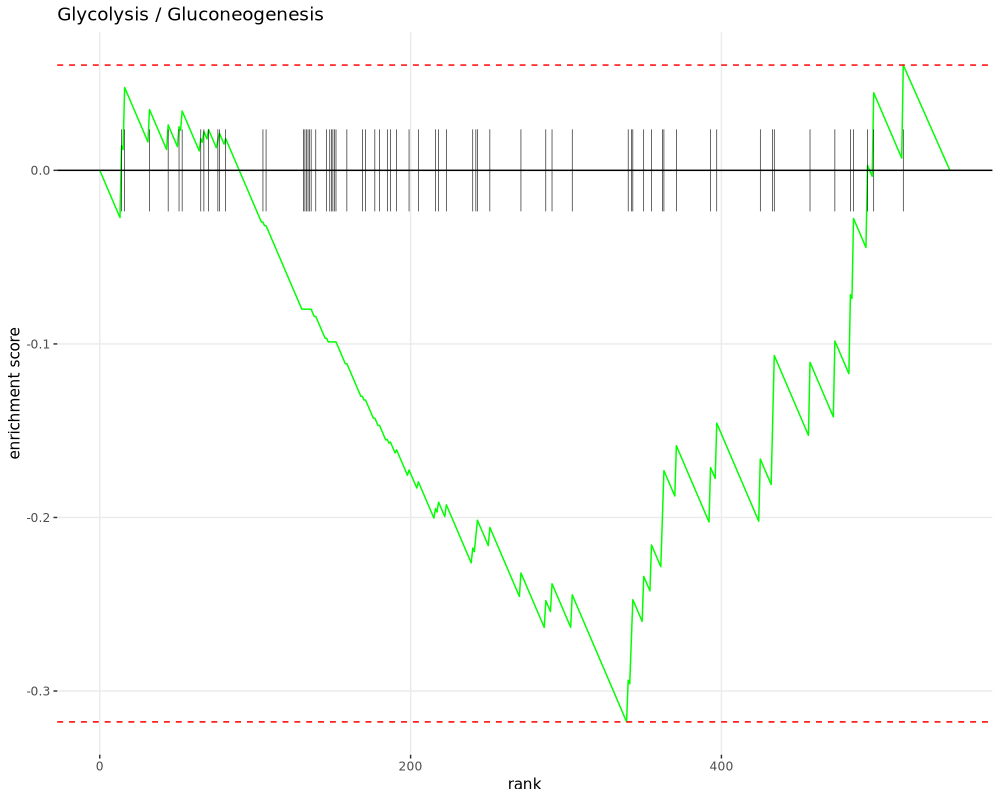 Glycolysis / Gluconeogenesis
enrichment score
0.0
-0.1
-0.2
-0.3
0
200
400
rank